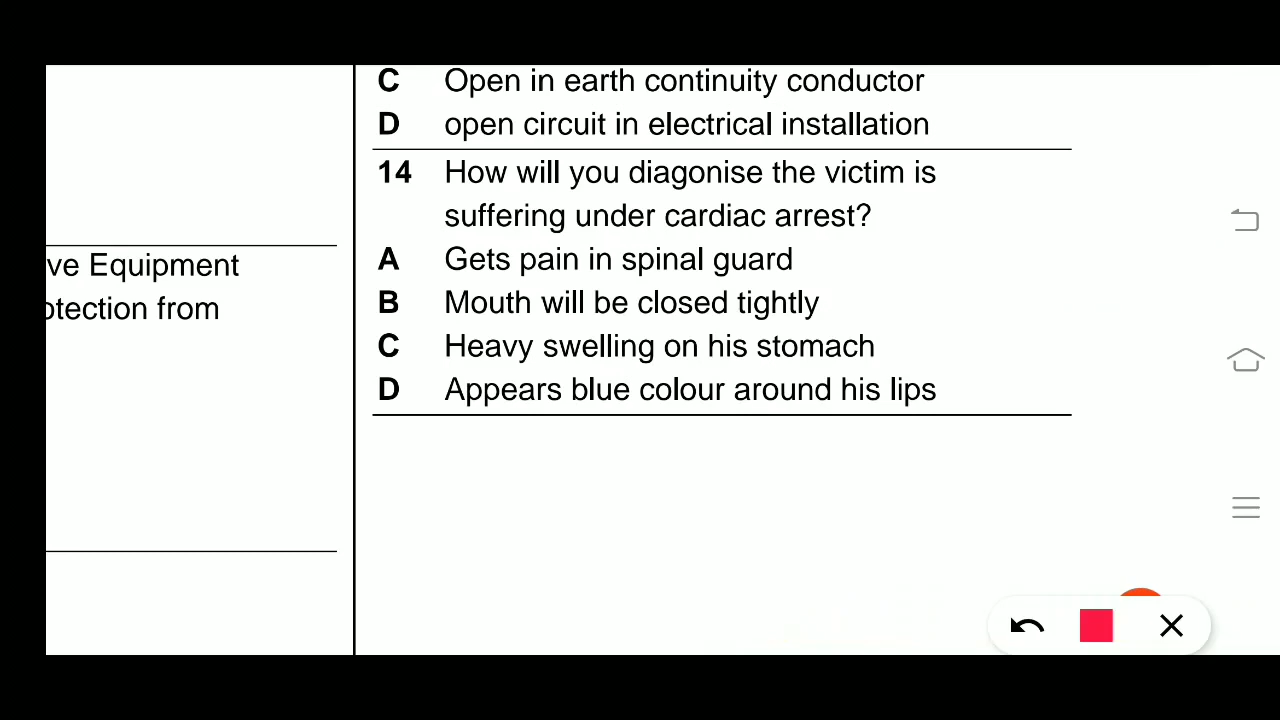 ve Equipment
otection from
C Open in earth continuity conductor
D open circuit in electrical installation
14 How will you diagonise the victim is
suffering under cardiac arrest?
A Gets pain in spinal guard
B Mouth will be closed tightly
C Heavy swelling on his stomach
D Appears blue colour around his lips